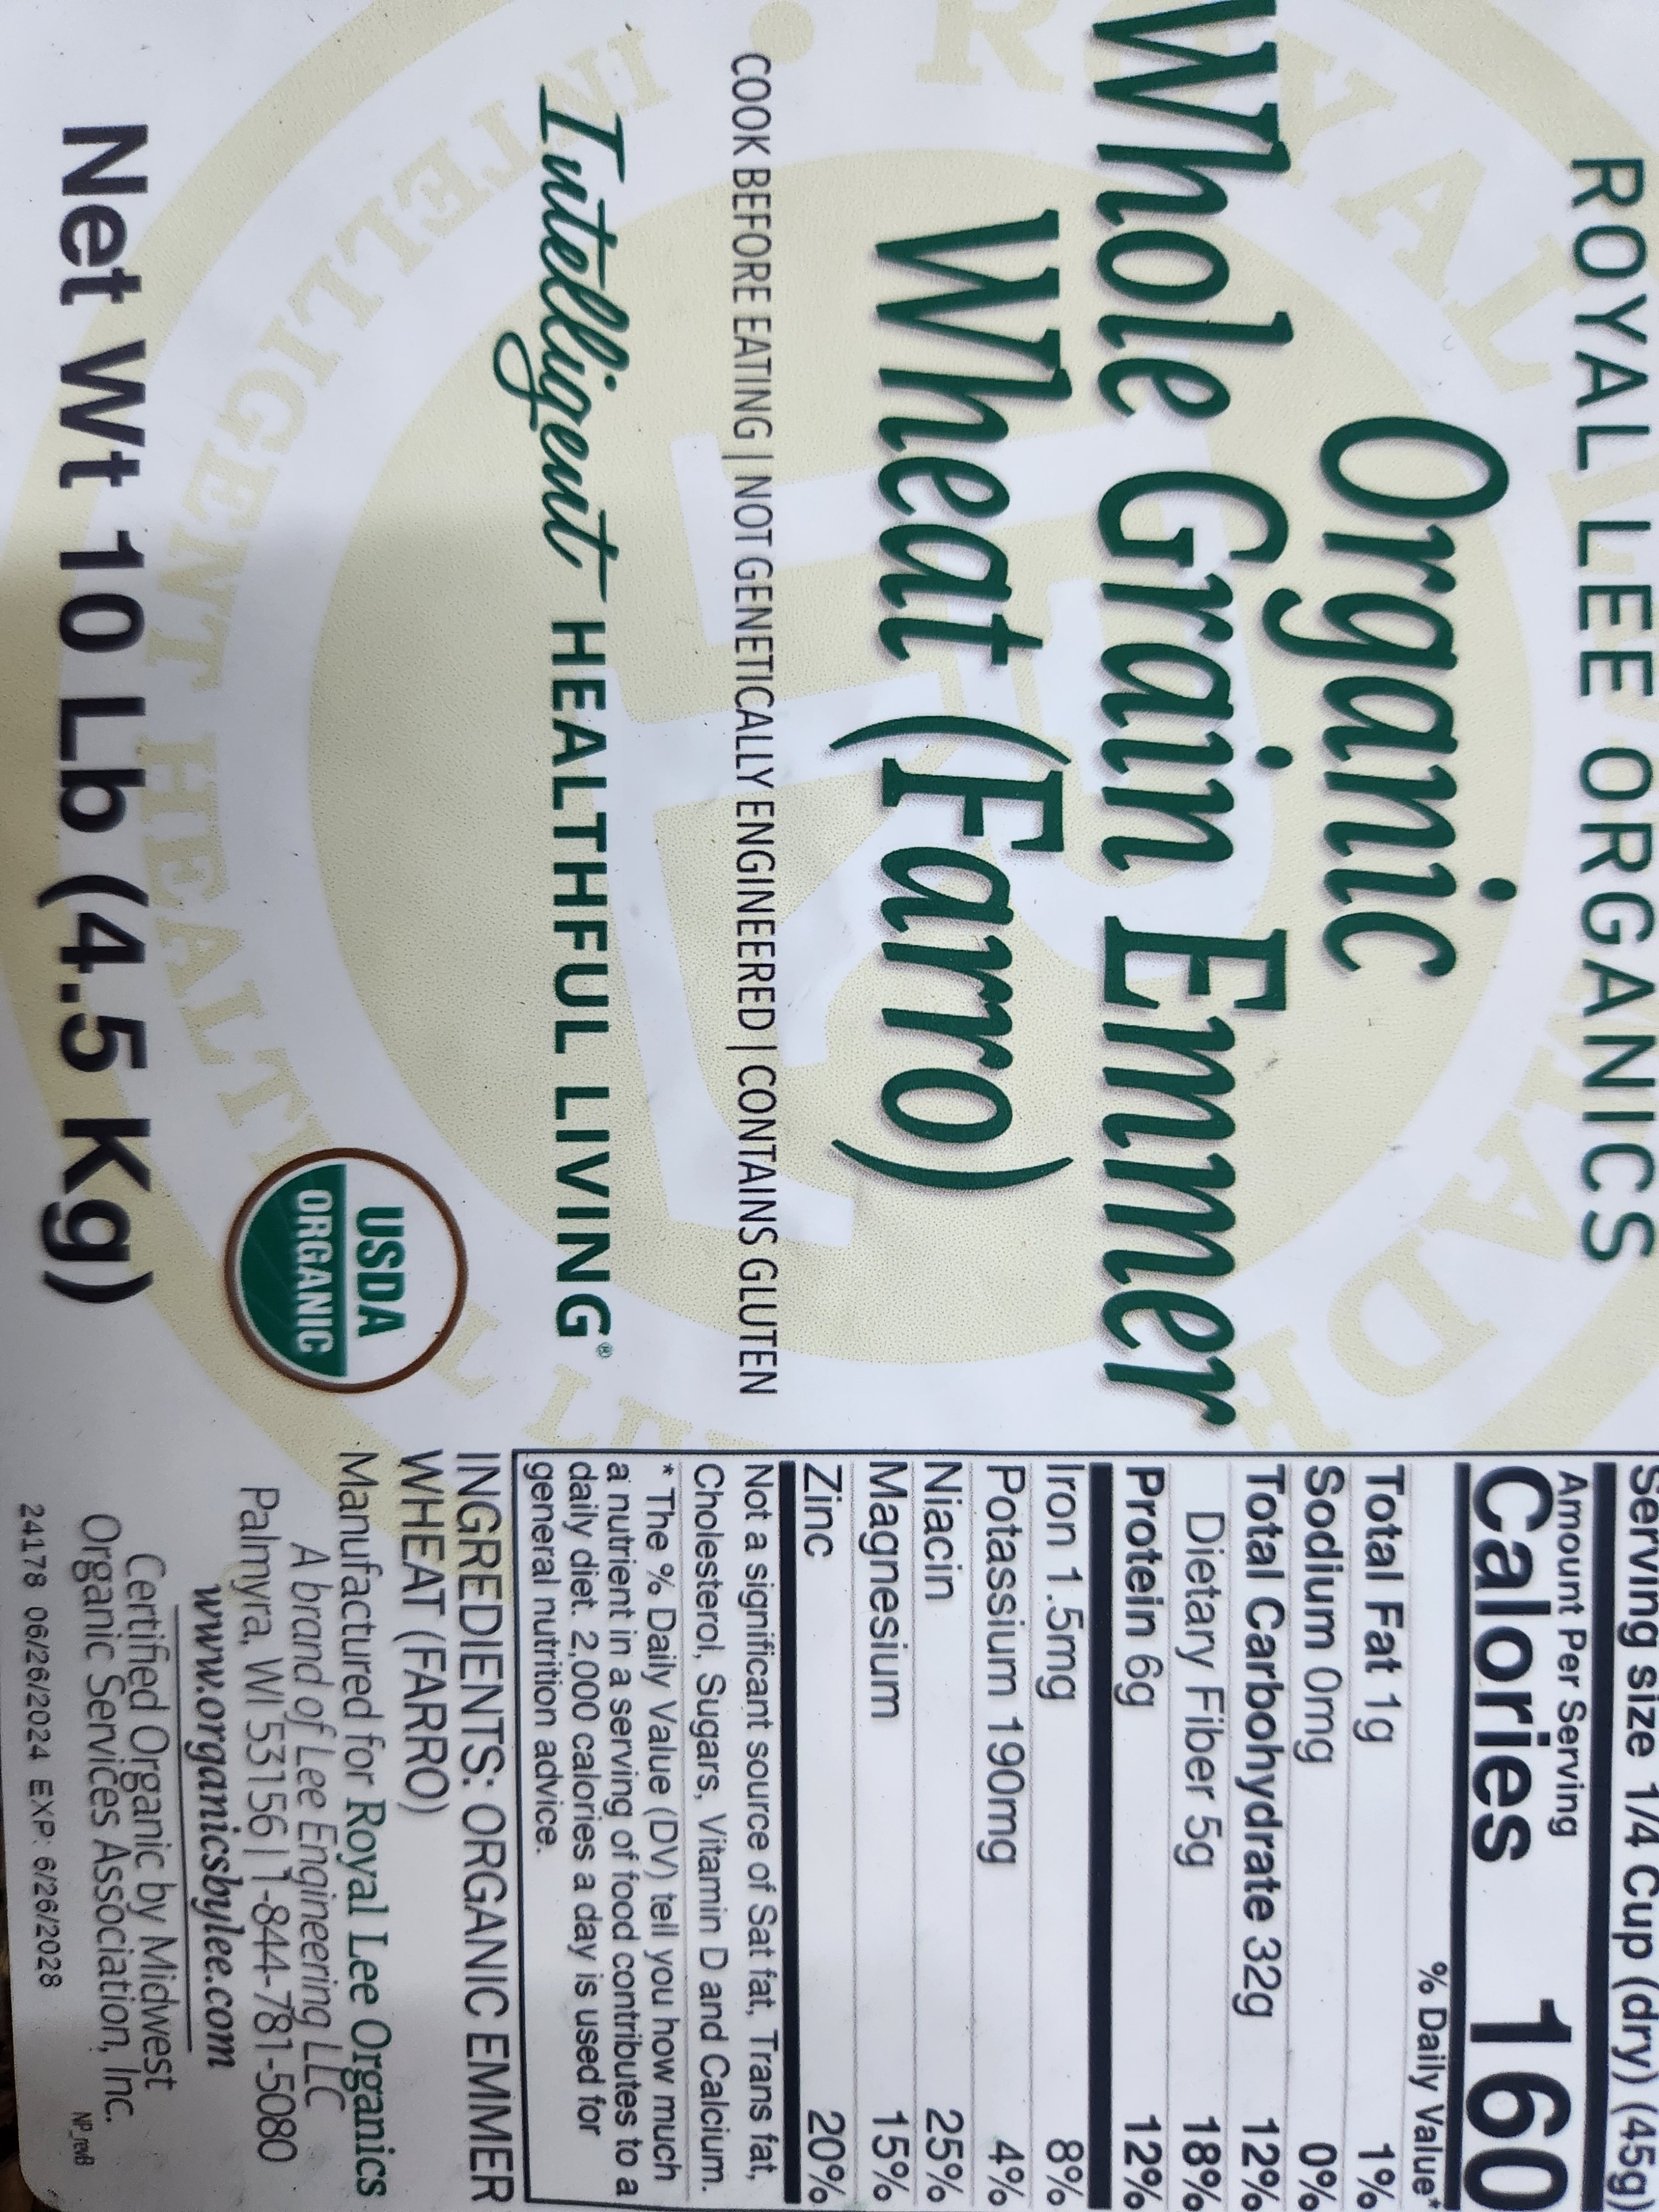 ROYAL LEE ORGANICS
Organic
Whole Grain Emmer
Wheat (Farro)
COOK BEFORE EATING | NOT GENETICALLY ENGINEERED | CONTAINS GLUTEN
Intelligent HEALTHFUL LIVING®
USDA
ORGANIC
Net Wt 10 Lb (4.5 Kg)
Serving size 1/4 Cup (dry) (45g)
Amount Per Serving
Calories 160
% Daily Value*
Total Fat 1g 1%
Sodium 0mg 0%
Total Carbohydrate 32g 12%
Dietary Fiber 5g 18%
Protein 6g 12%
Iron 1.5mg 8%
Potassium 190mg 4%
Niacin 25%
Magnesium 15%
Zinc 20%
Not a significant source of Sat fat, Trans fat,
Cholesterol, Sugars, Vitamin D and Calcium.
* The % Daily Value (DV) tell you how much
a nutrient in a serving of food contributes to a
daily diet. 2,000 calories a day is used for
general nutrition advice.
INGREDIENTS: ORGANIC EMMER
WHEAT (FARRO)
Manufactured for Royal Lee Organics
A brand of Lee Engineering LLC
Palmyra, WI 53156 | 1-844-781-5080
www.organicsbylee.com
Certified Organic by Midwest
Organic Services Association, Inc.
24178 06/26/2024 EXP: 6/26/2028
NP_revB